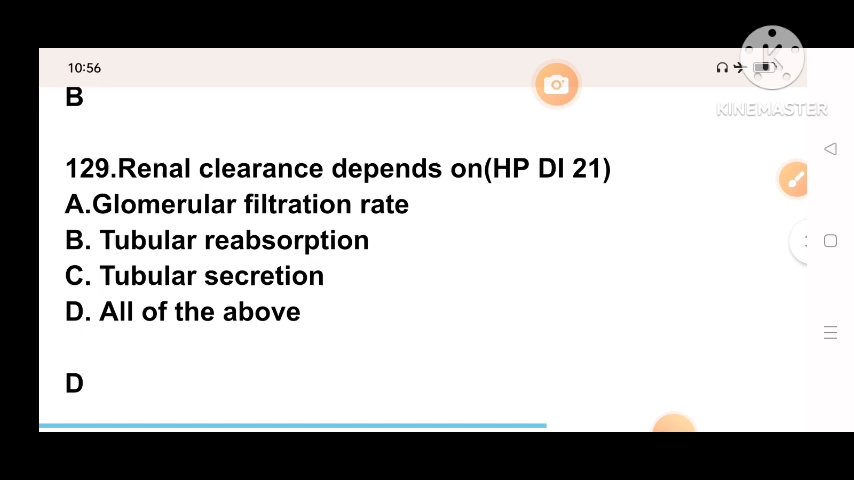 10:56
KINEMASTER
B
129.Renal clearance depends on(HP DI 21)
A.Glomerular filtration rate
B. Tubular reabsorption
C. Tubular secretion
D. All of the above
D